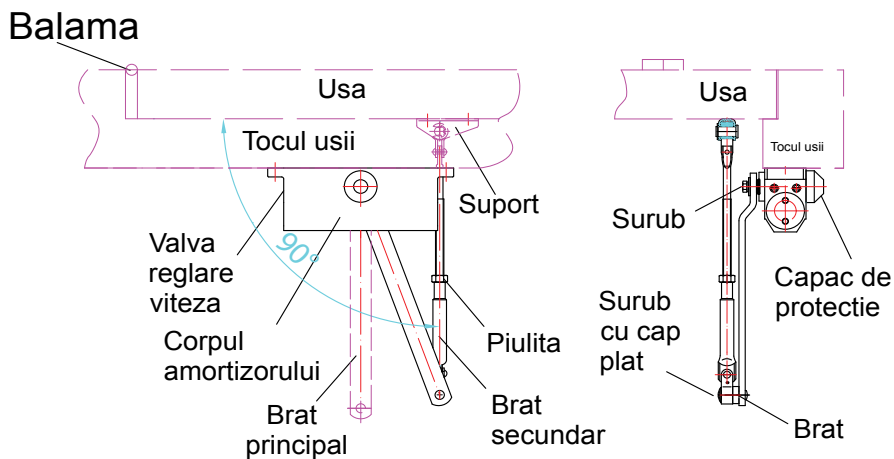 Balama
Usa
Tocul usii
Suport
Valva
reglare
viteza
90°
Corpul
amortizorului
Brat
principal
Piulita
Brat
secundar
Usa
Tocul usii
Surub
Capac de
protectie
Surub
cu cap
plat
Brat